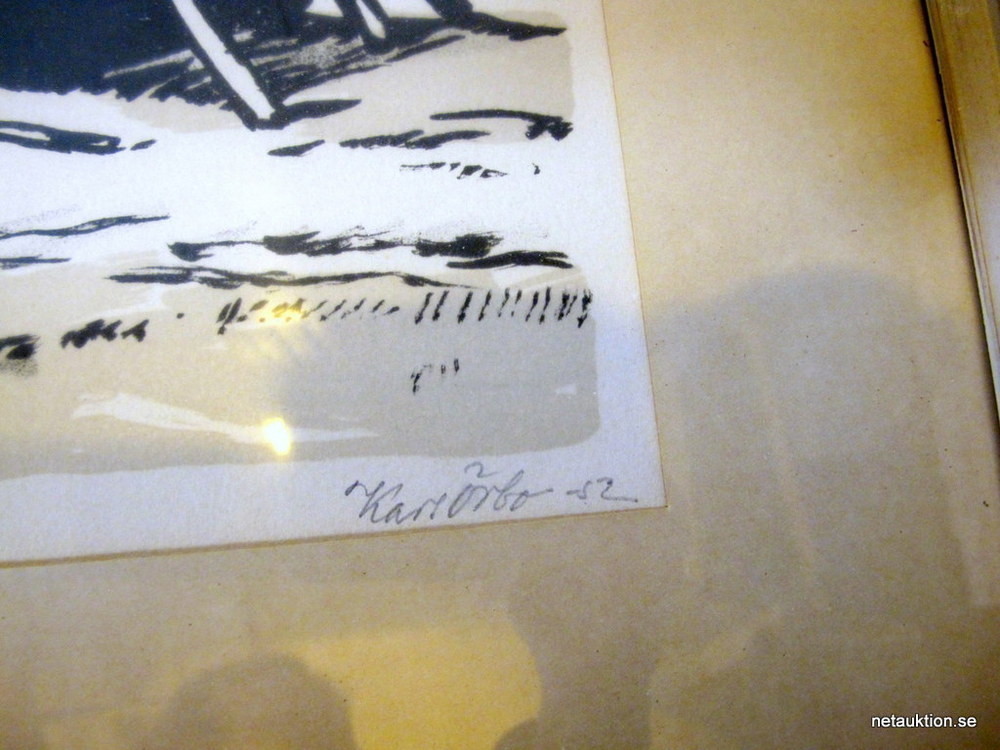 Karl Örbo -52
netauktion.se